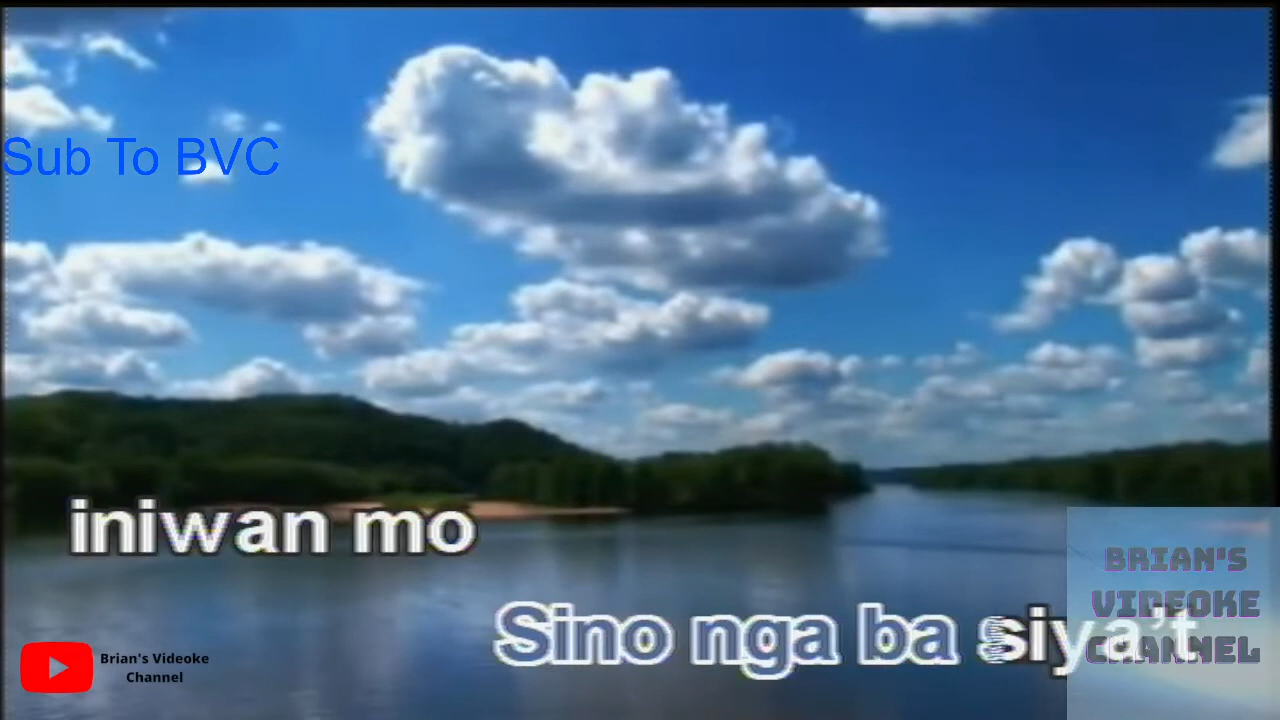 Sub To BVC
iniwan mo
Sino nga ba siya't
BRIAN'S
VIDEOKE
CHANNEL
Brian's Videoke
Channel